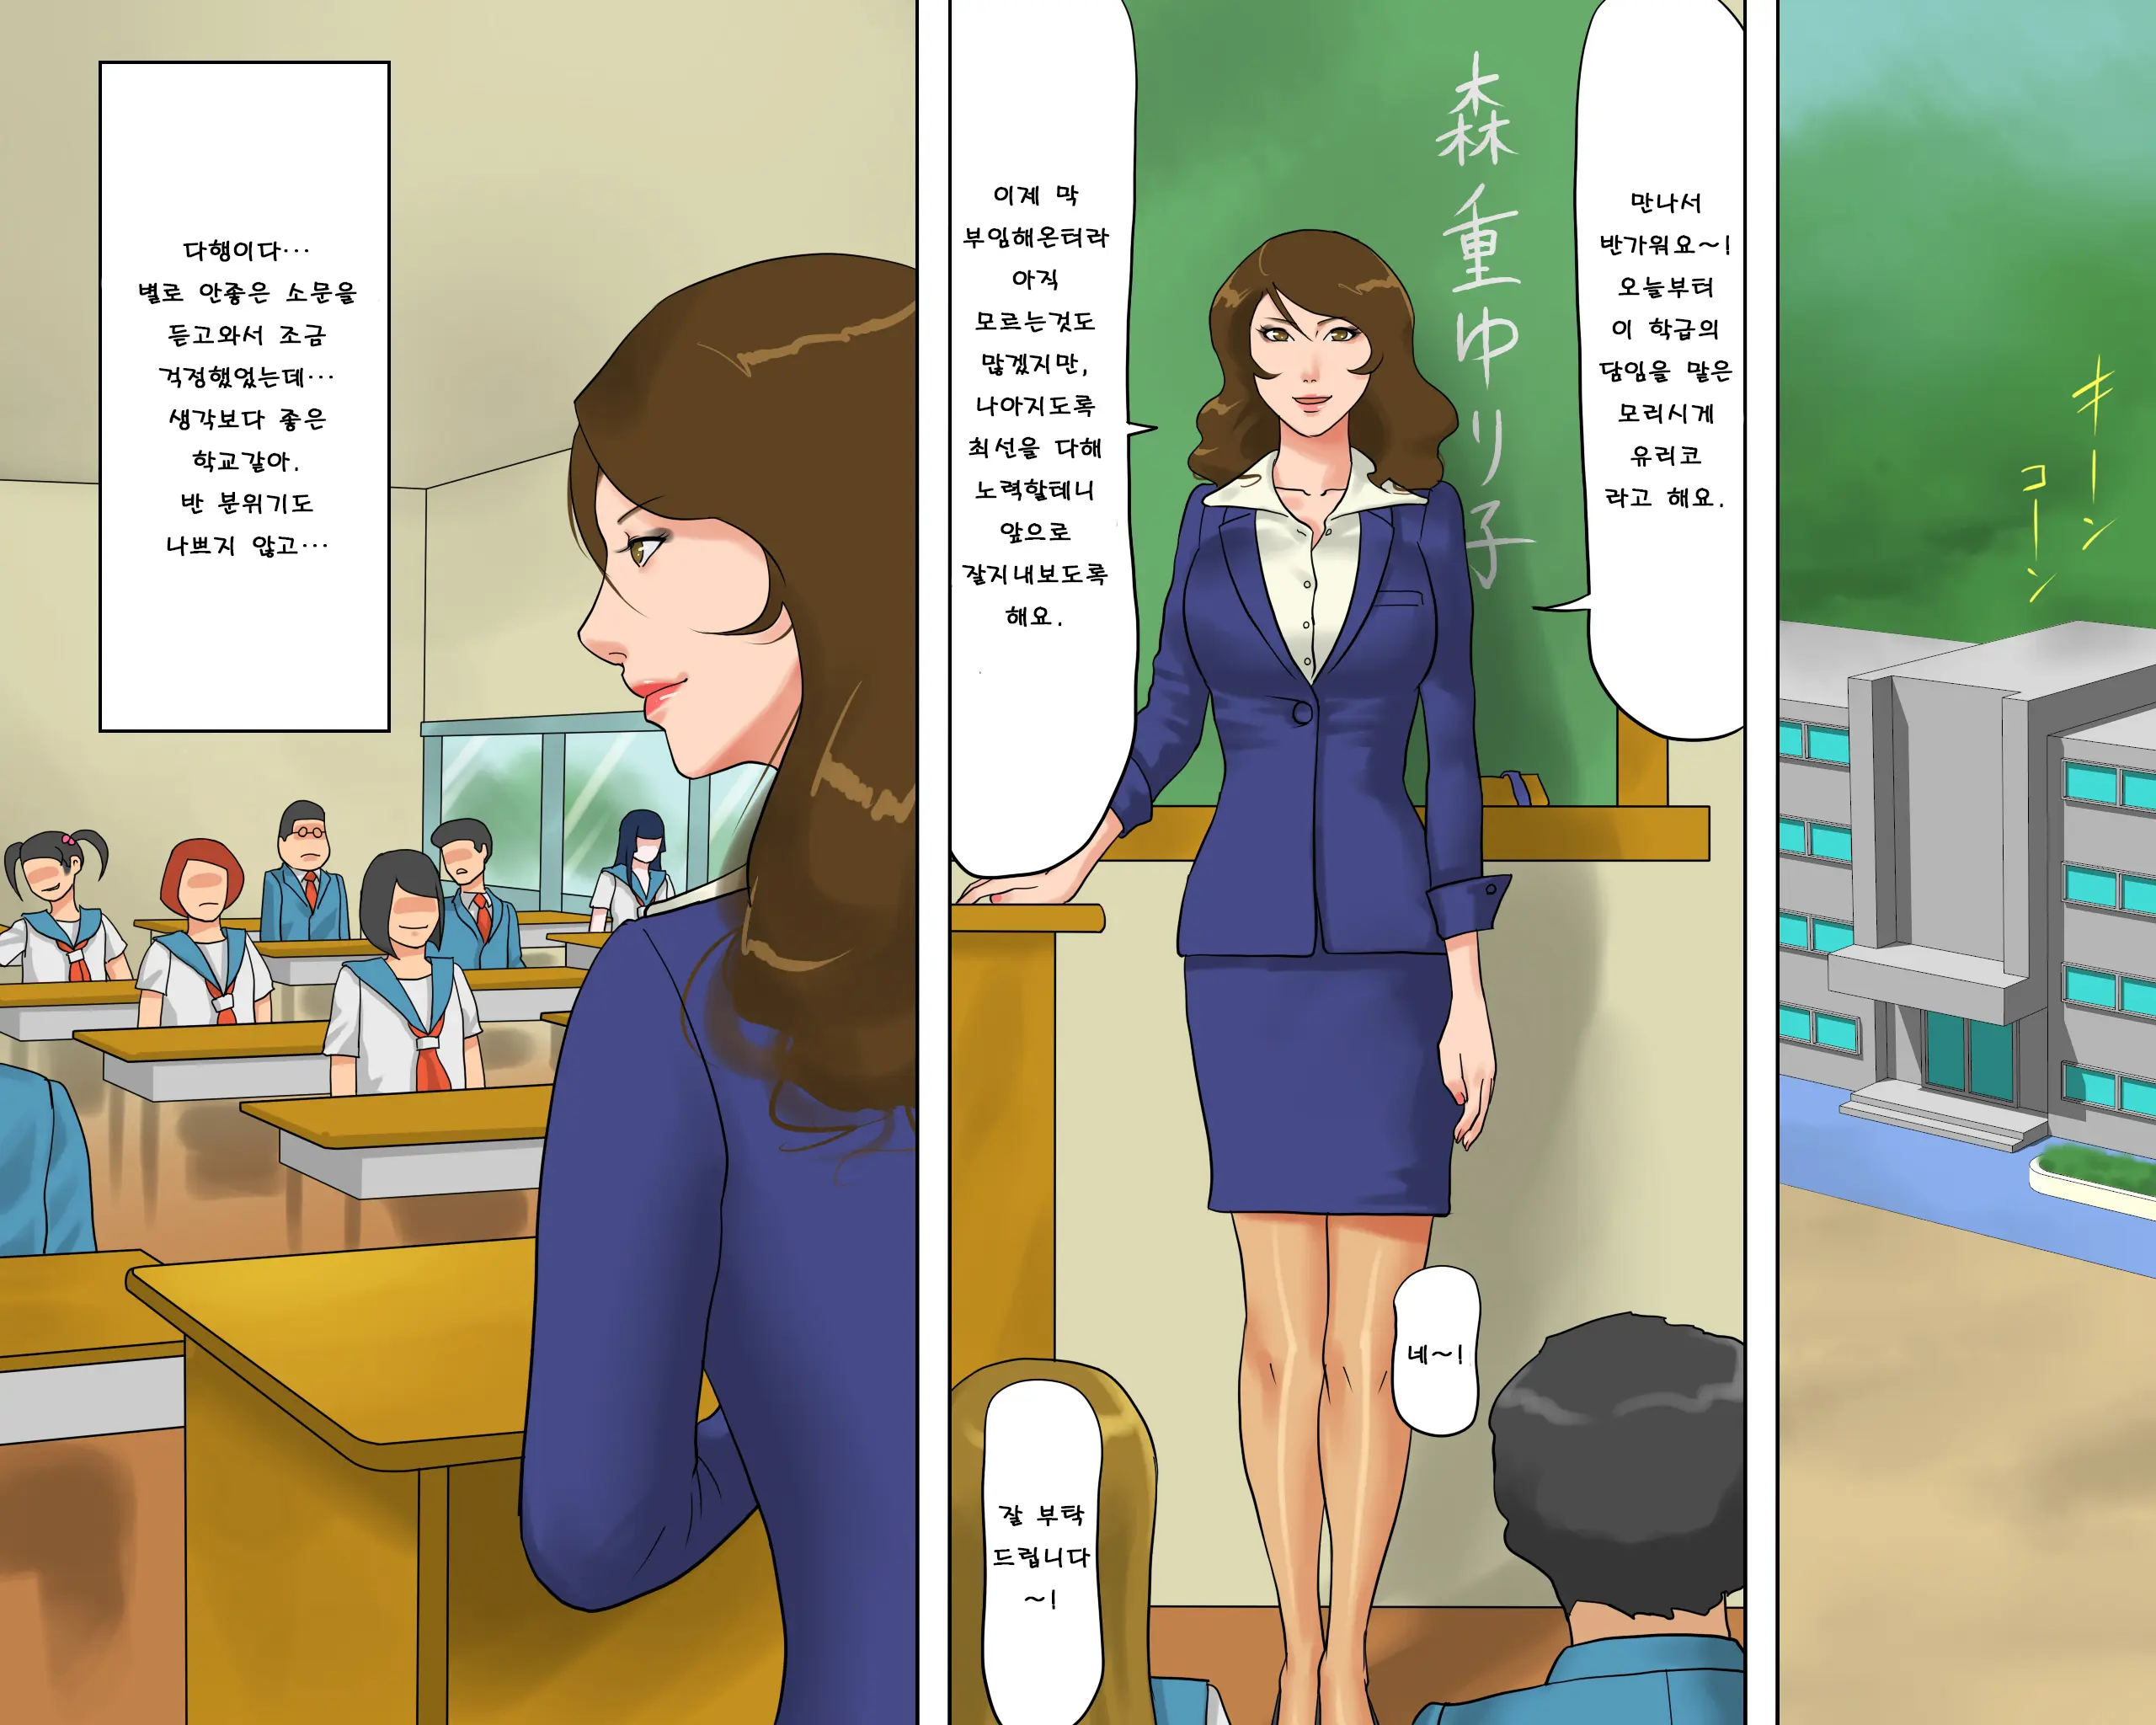 キーン
コーン
森重ゆり子
만나서
반가워요~!
오늘부터
이 학급의
담임을 맡은
모리시게
유리코
라고 해요.
이제 막
부임해온터라
아직
모르는것도
많겠지만,
나아지도록
최선을 다해
노력할테니
앞으로
잘지내보도록
해요.
네~!
잘 부탁
드립니다
~!
다행이다…
별로 안좋은 소문을
듣고와서 조금
걱정했었는데…
생각보다 좋은
학교같아.
반 분위기도
나쁘지 않고…